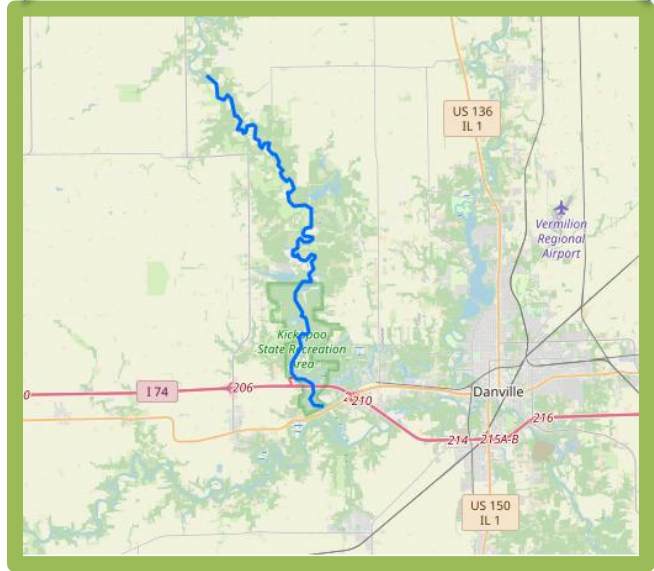 US 136
IL 1
Vermilion
Regional
Airport
Kickapoo
State Recreation
Area
I 74
206
210
Danville
216
214
215A-B
US 150
IL 1